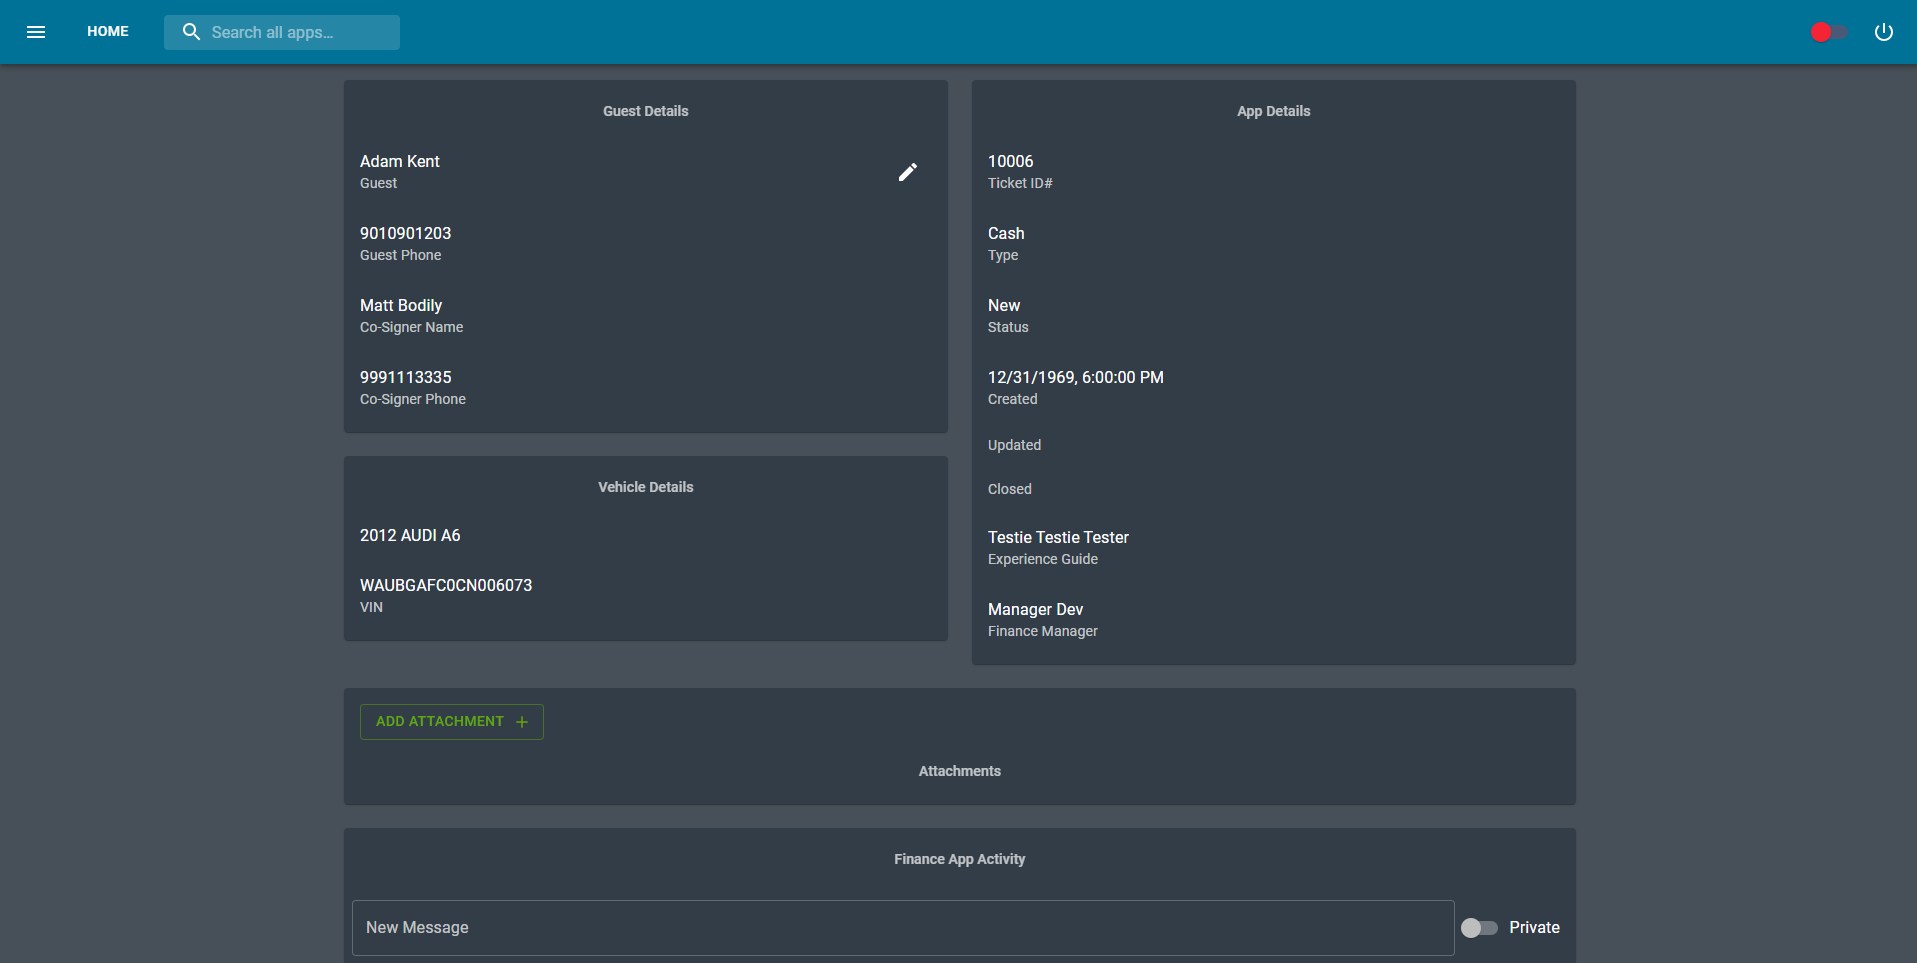 HOME
Search all apps...
Guest Details
Adam Kent
Guest
9010901203
Guest Phone
Matt Bodily
Co-Signer Name
9991113335
Co-Signer Phone
Vehicle Details
2012 AUDI A6
WAUBGAFC0CN006073
VIN
App Details
10006
Ticket ID#
Cash
Type
New
Status
12/31/1969, 6:00:00 PM
Created
Updated
Closed
Testie Testie Tester
Experience Guide
Manager Dev
Finance Manager
ADD ATTACHMENT +
Attachments
Finance App Activity
New Message
Private